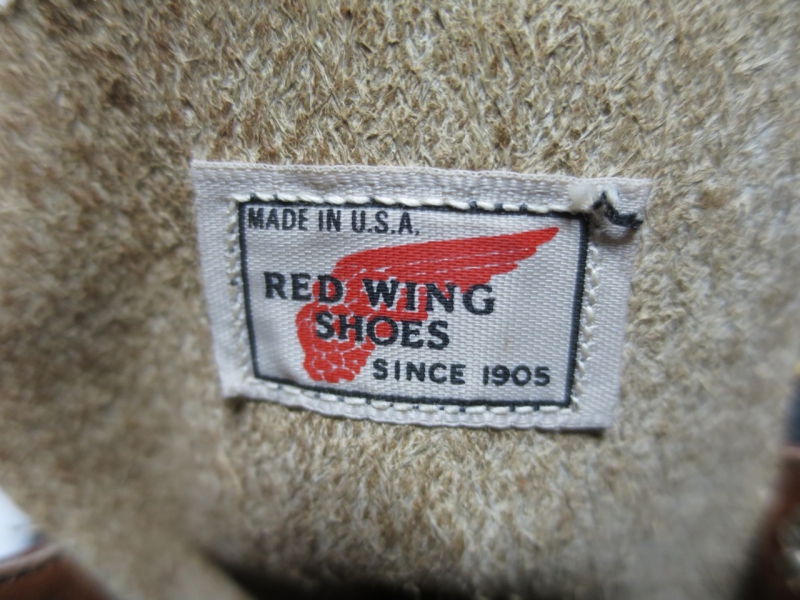 MADE IN U.S.A.
RED WING
SHOES
SINCE 1905